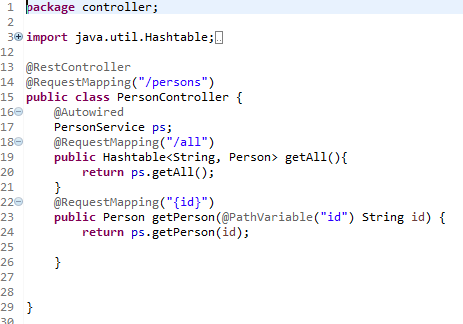 1 package controller;
2
3 import java.util.Hashtable;
12
13 @RestController
14 @RequestMapping("/persons")
15 public class PersonController {
16 @Autowired
17 PersonService ps;
18 @RequestMapping("/all")
19 public Hashtable<String, Person> getAll(){
20 return ps.getAll();
21 }
22 @RequestMapping("{id}")
23 public Person getPerson(@PathVariable("id") String id) {
24 return ps.getPerson(id);
25
26 }
27
28
29 }
30